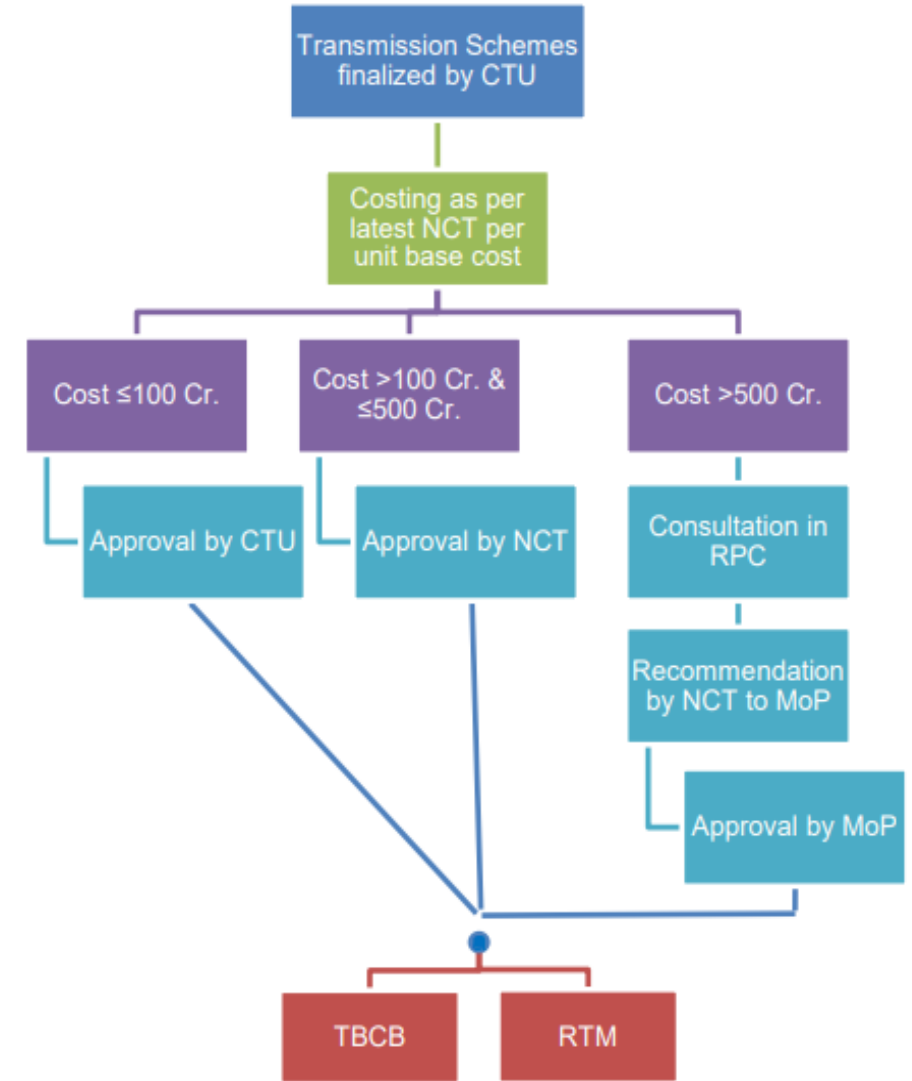 Transmission Schemes
finalized by CTU
Costing as per
latest NCT per
unit base cost
Cost ≤100 Cr.
Cost >100 Cr. &
≤500 Cr.
Cost >500 Cr.
Approval by CTU
Approval by NCT
Consultation in
RPC
Recommendation
by NCT to MoP
Approval by MoP
TBCB
RTM